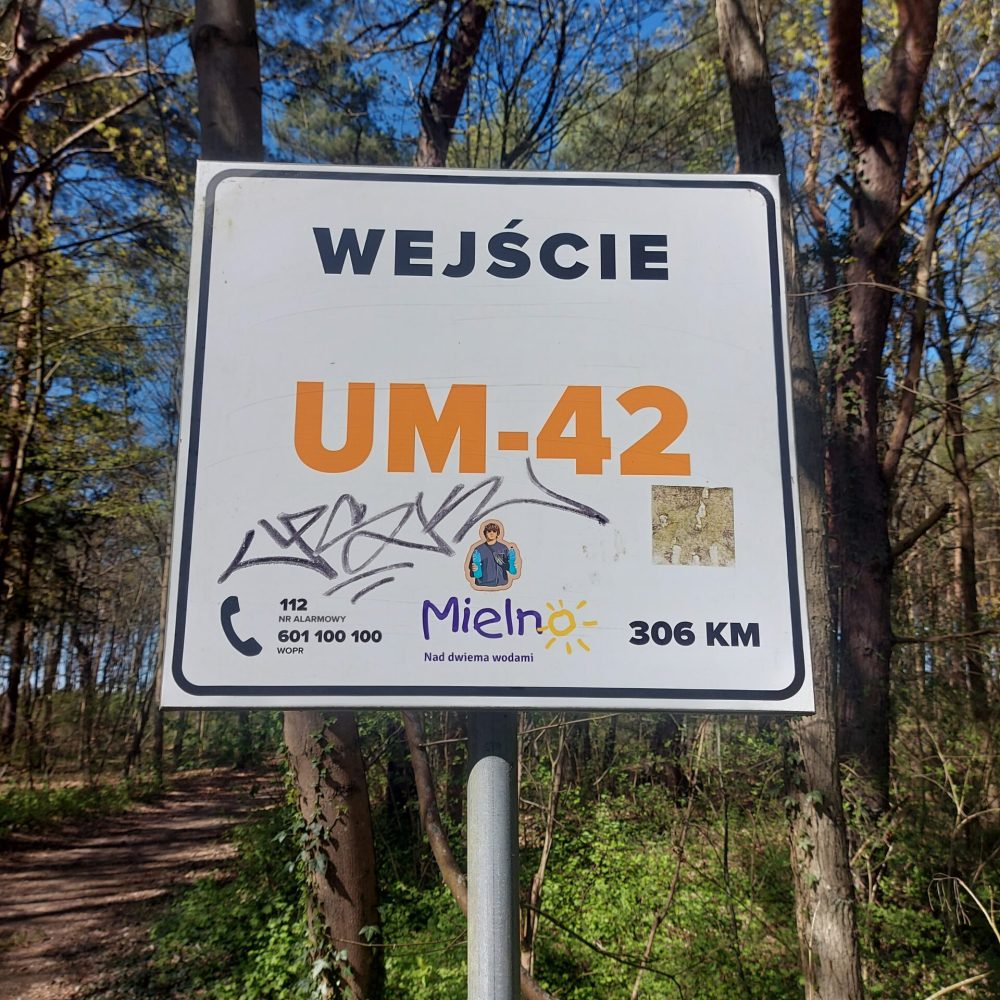 WEJŚCIE
UM-42
112
NR ALARMOWY
601 100 100
WOPR
Mielno
Nad dwiema wodami
306 KM